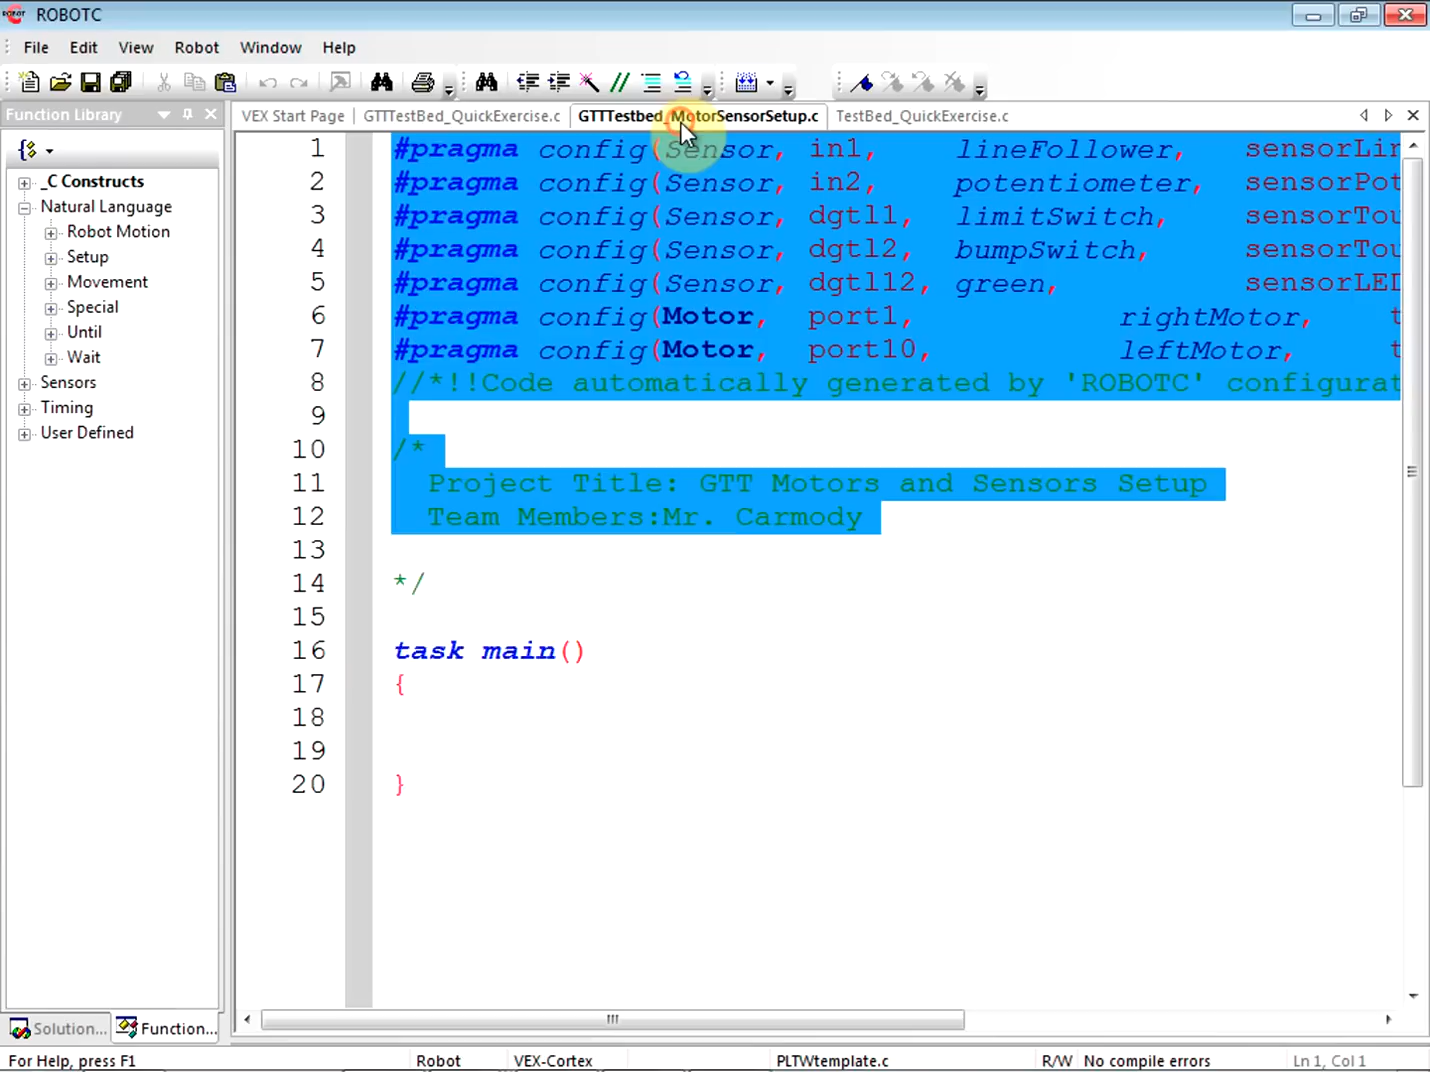 ROBOTC
File Edit View Robot Window Help
Function Library
VEX Start Page GTTTestBed_QuickExercise.c GTTTestbed_MotorSensorSetup.c TestBed_QuickExercise.c
_C Constructs
Natural Language
Robot Motion
Setup
Movement
Special
Until
Wait
Sensors
Timing
User Defined
1 #pragma config(Sensor, in1, lineFollower, sensorLin
2 #pragma config(Sensor, in2, potentiometer, sensorPot
3 #pragma config(Sensor, dgtl1, limitSwitch, sensorTou
4 #pragma config(Sensor, dgtl2, bumpSwitch, sensorTou
5 #pragma config(Sensor, dgtl12, green, sensorLED
6 #pragma config(Motor, port1, rightMotor, t
7 #pragma config(Motor, port10, leftMotor, t
8 //*!!Code automatically generated by 'ROBOTC' configurat
9
10 /*
11 Project Title: GTT Motors and Sensors Setup
12 Team Members:Mr. Carmody
13
14 */
15
16 task main()
17 {
18
19
20 }
Solution... Function...
For Help, press F1 Robot VEX-Cortex PLTWtemplate.c R/W No compile errors Ln 1, Col 1